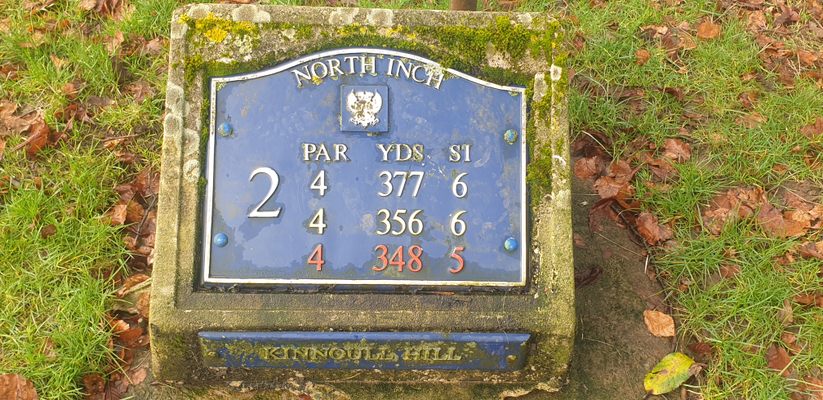 NORTH INCH
PAR YDS SI
2 4 377 6
4 356 6
4 348 5
KINNOULL HILL